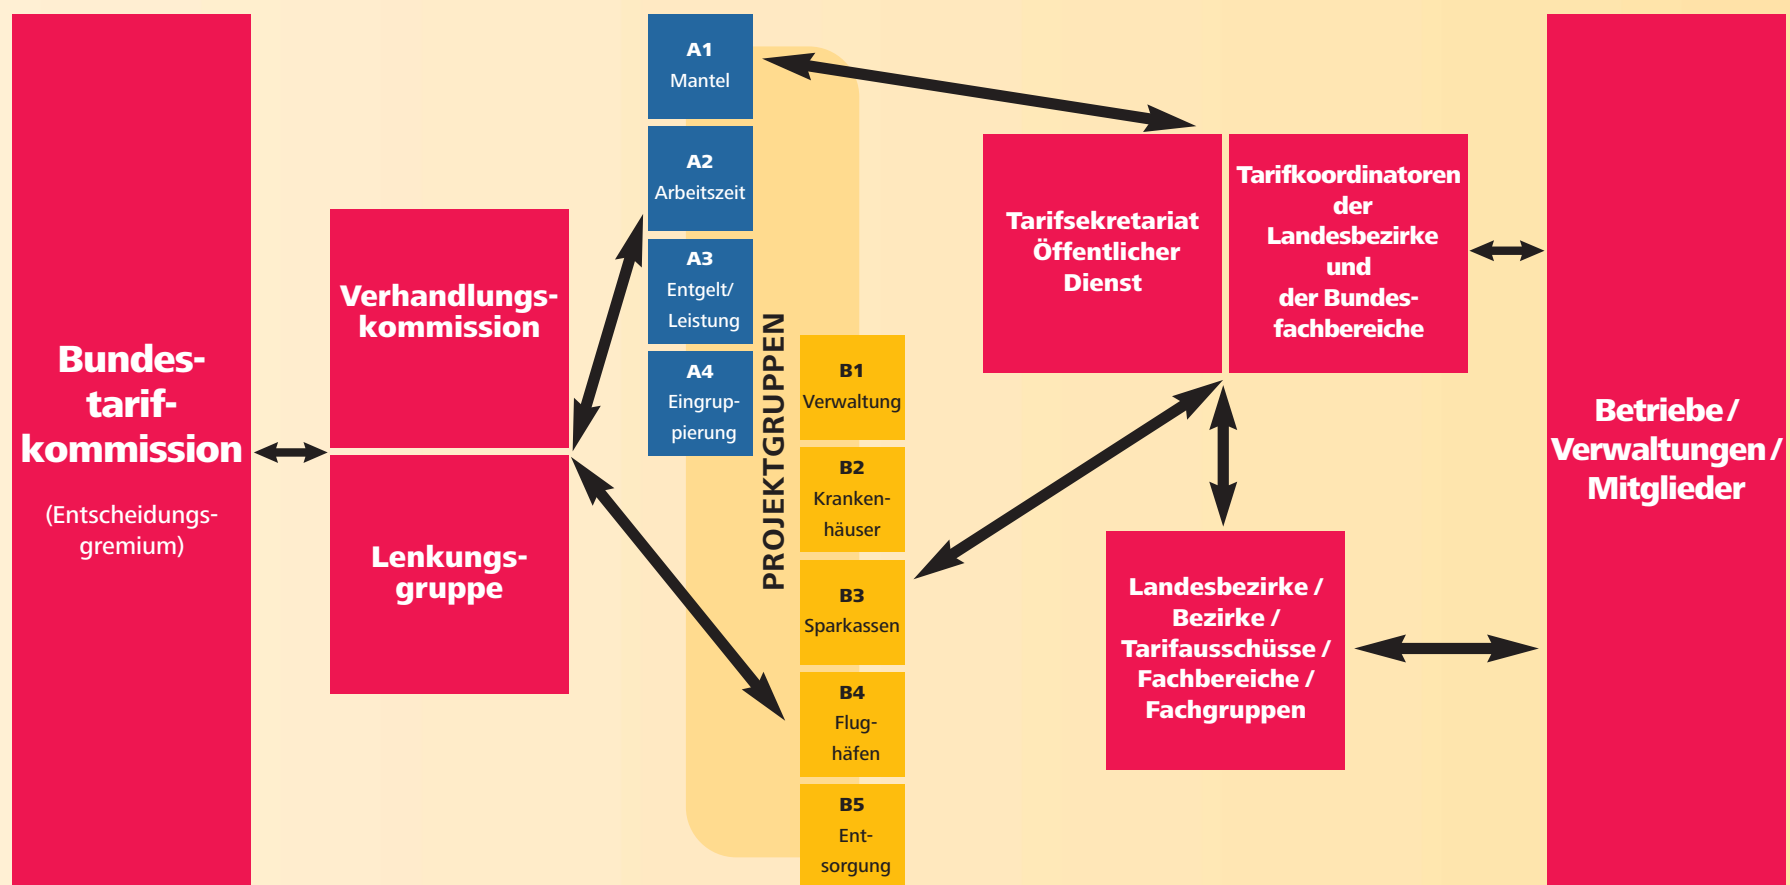 Bundes-
tarif-
kommission
(Entscheidungs-
gremium)
Verhandlungs-
kommission
Lenkungs-
gruppe
A1
Mantel
A2
Arbeitszeit
A3
Entgelt/
Leistung
A4
Eingrup-
pierung
PROJEKTGRUPPEN
B1
Verwaltung
B2
Kranken-
häuser
B3
Sparkassen
B4
Flug-
häfen
B5
Ent-
sorgung
Tarifsekretariat
Öffentlicher
Dienst
Tarifkoordinatoren
der
Landesbezirke
und
der Bundes-
fachbereiche
Landesbezirke /
Bezirke /
Tarifausschüsse /
Fachbereiche /
Fachgruppen
Betriebe /
Verwaltungen /
Mitglieder